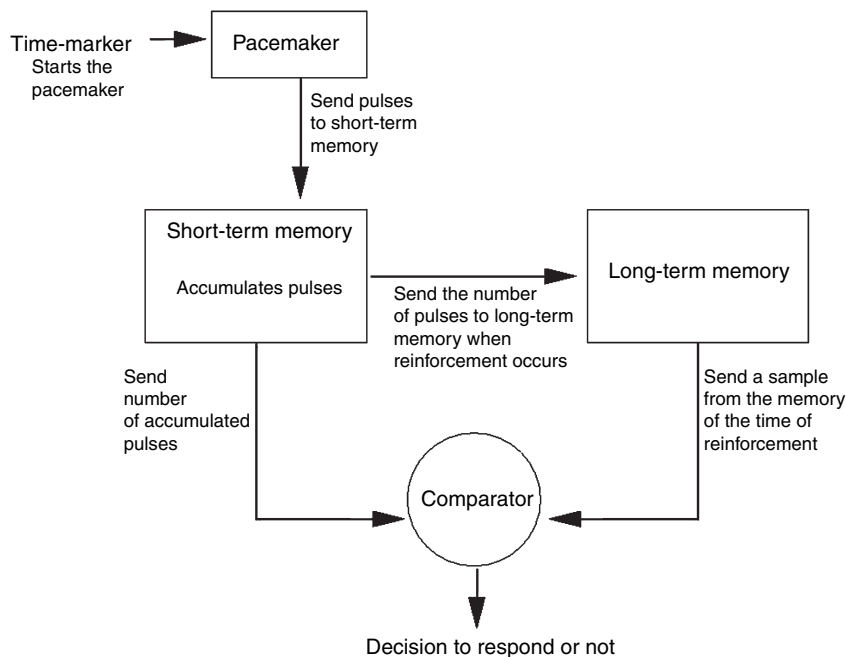 Time-marker
Starts the
pacemaker
Pacemaker
Send pulses
to short-term
memory
Short-term memory
Accumulates pulses
Send the number
of pulses to long-term
memory when
reinforcement occurs
Long-term memory
Send
number
of accumulated
pulses
Send a sample
from the memory
of the time of
reinforcement
Comparator
Decision to respond or not